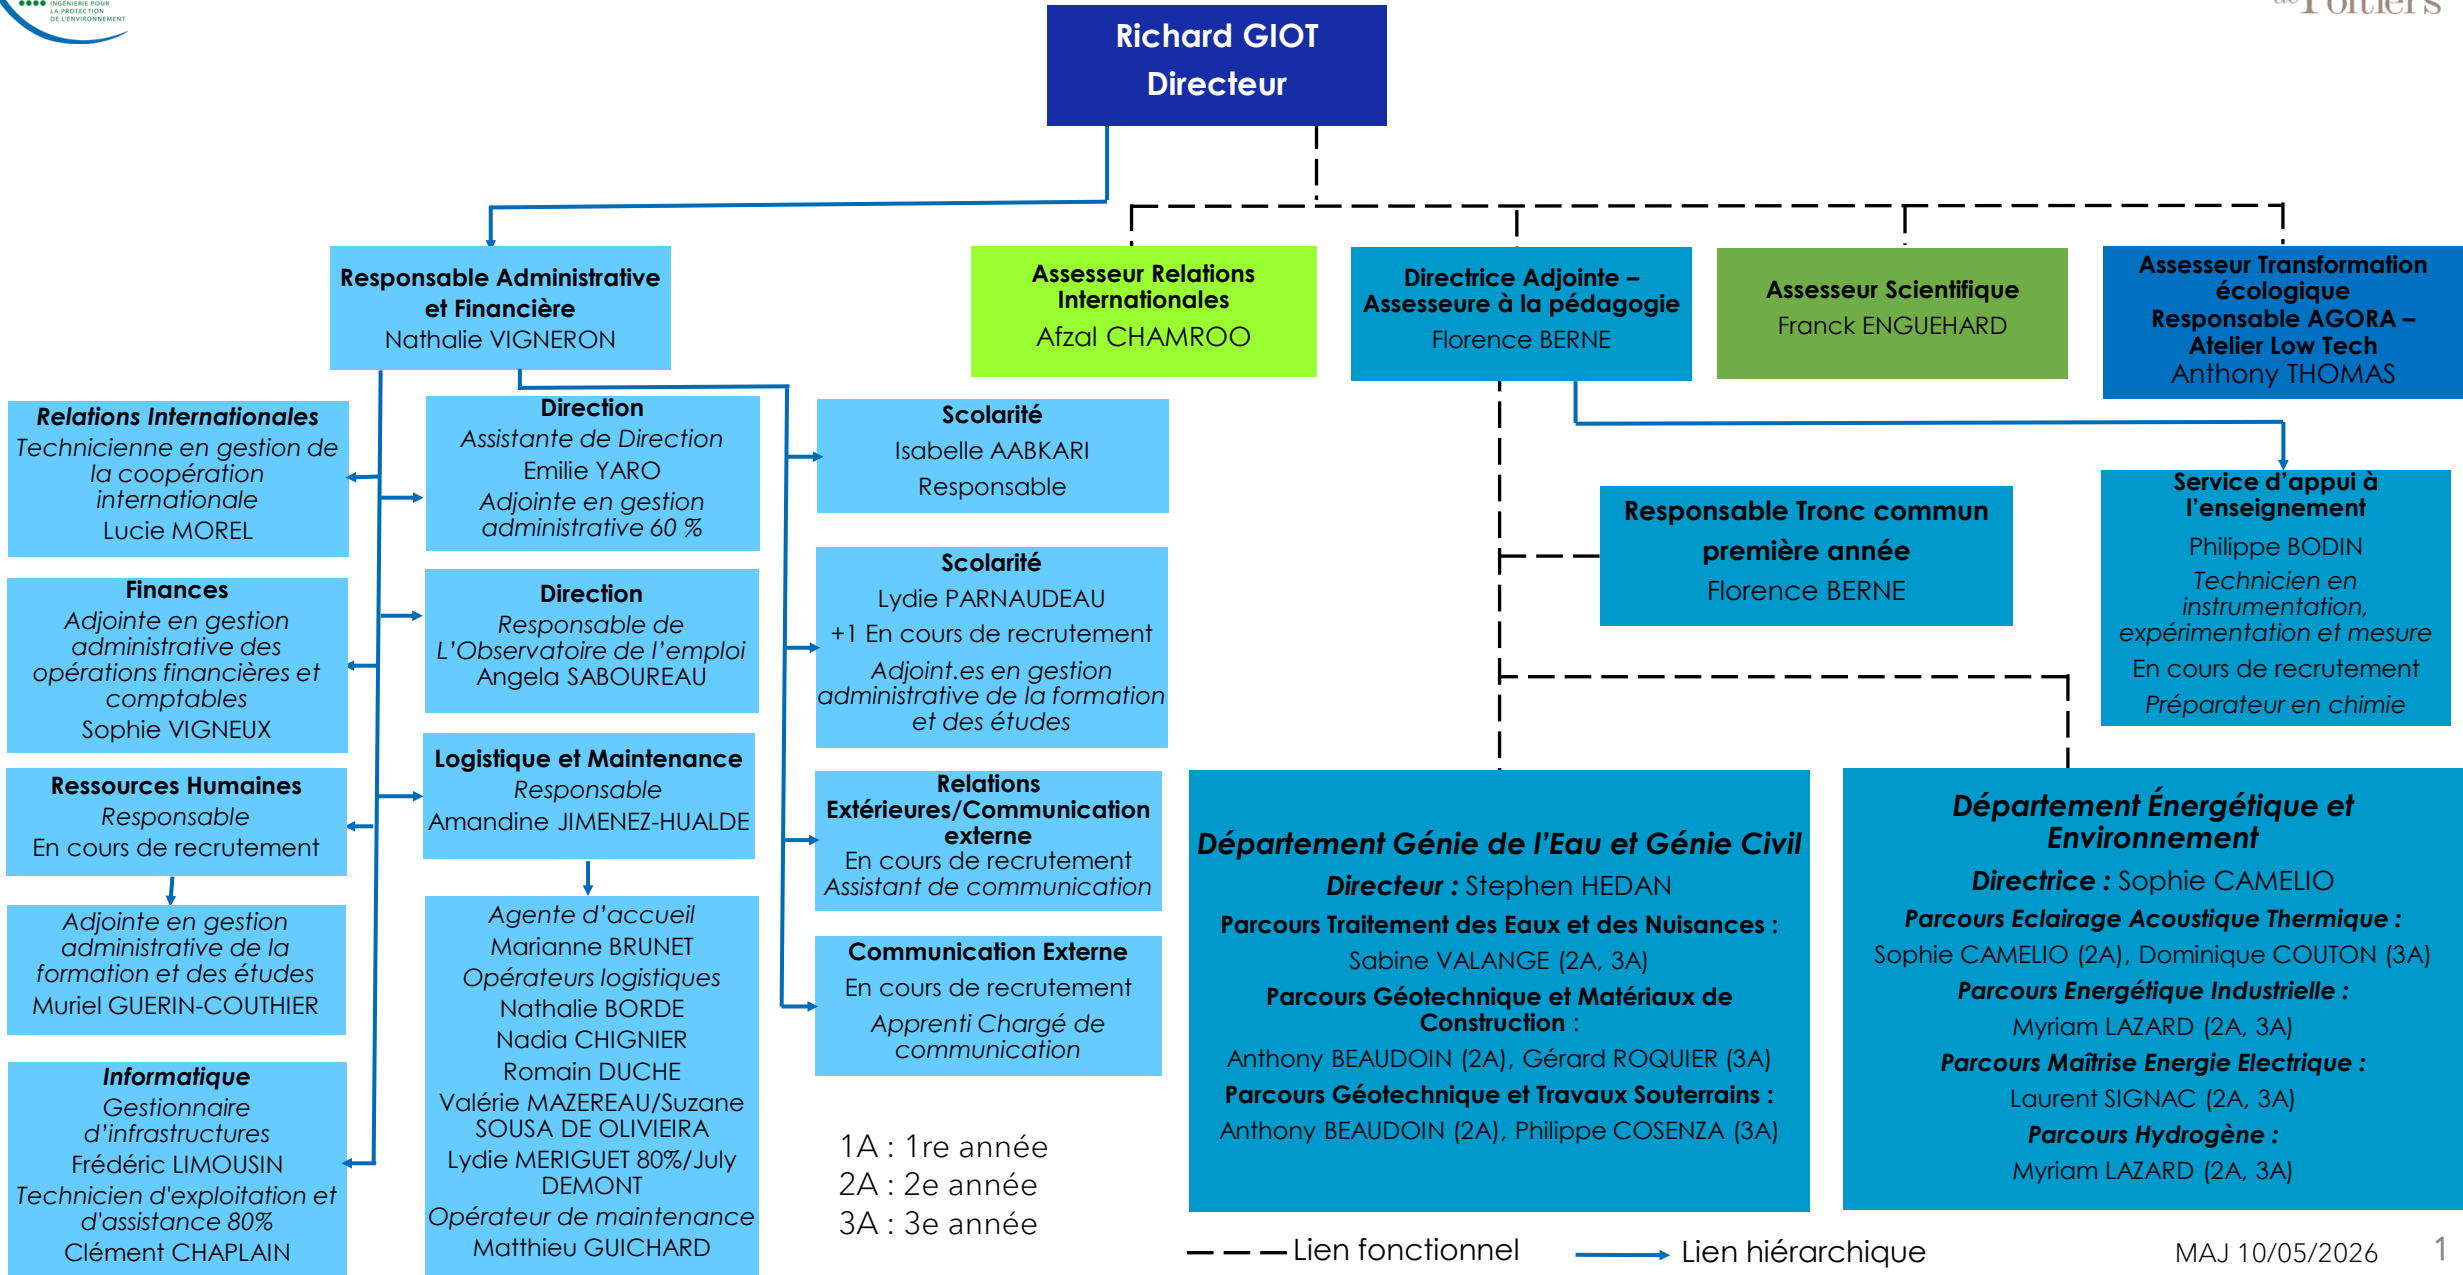 INGÉNIERIE POUR
LA PROTECTION
DE L'ENVIRONNEMENT
Richard GIOT
Directeur
Responsable Administrative
et Financière
Nathalie VIGNERON
Assesseur Relations
Internationales
Afzal CHAMROO
Directrice Adjointe –
Assesseure à la pédagogie
Florence BERNE
Assesseur Scientifique
Franck ENGUEHARD
Assesseur Transformation
écologique
Responsable AGORA –
Atelier Low Tech
Anthony THOMAS
Relations Internationales
Technicienne en gestion de
la coopération
internationale
Lucie MOREL
Finances
Adjointe en gestion
administrative des
opérations financières et
comptables
Sophie VIGNEUX
Ressources Humaines
Responsable
En cours de recrutement
Adjointe en gestion
administrative de la
formation et des études
Muriel GUERIN-COUTHIER
Informatique
Gestionnaire
d'infrastructures
Frédéric LIMOUSIN
Technicien d'exploitation et
d'assistance 80%
Clément CHAPLAIN
Direction
Assistante de Direction
Emilie YARO
Adjointe en gestion
administrative 60 %
Direction
Responsable de
L'Observatoire de l'emploi
Angela SABOUREAU
Logistique et Maintenance
Responsable
Amandine JIMENEZ-HUALDE
Agente d'accueil
Marianne BRUNET
Opérateurs logistiques
Nathalie BORDE
Nadia CHIGNIER
Romain DUCHE
Valérie MAZEREAU/Suzane
SOUSA DE OLIVIEIRA
Lydie MERIGUET 80%/July
DEMONT
Opérateur de maintenance
Matthieu GUICHARD
Scolarité
Isabelle AABKARI
Responsable
Scolarité
Lydie PARNAUDEAU
+1 En cours de recrutement
Adjoint.es en gestion
administrative de la formation
et des études
Relations
Extérieures/Communication
externe
En cours de recrutement
Assistant de communication
Communication Externe
En cours de recrutement
Apprenti Chargé de
communication
1A : 1re année
2A : 2e année
3A : 3e année
Responsable Tronc commun
première année
Florence BERNE
Service d'appui à
l'enseignement
Philippe BODIN
Technicien en
instrumentation,
expérimentation et mesure
En cours de recrutement
Préparateur en chimie
Département Génie de l'Eau et Génie Civil
Directeur : Stephen HEDAN
Parcours Traitement des Eaux et des Nuisances :
Sabine VALANGE (2A, 3A)
Parcours Géotechnique et Matériaux de
Construction :
Anthony BEAUDOIN (2A), Gérard ROQUIER (3A)
Parcours Géotechnique et Travaux Souterrains :
Anthony BEAUDOIN (2A), Philippe COSENZA (3A)
Département Énergétique et
Environnement
Directrice : Sophie CAMELIO
Parcours Eclairage Acoustique Thermique :
Sophie CAMELIO (2A), Dominique COUTON (3A)
Parcours Energétique Industrielle :
Myriam LAZARD (2A, 3A)
Parcours Maîtrise Energie Electrique :
Laurent SIGNAC (2A, 3A)
Parcours Hydrogène :
Myriam LAZARD (2A, 3A)
Lien fonctionnel
Lien hiérarchique
MAJ 10/05/2026
1